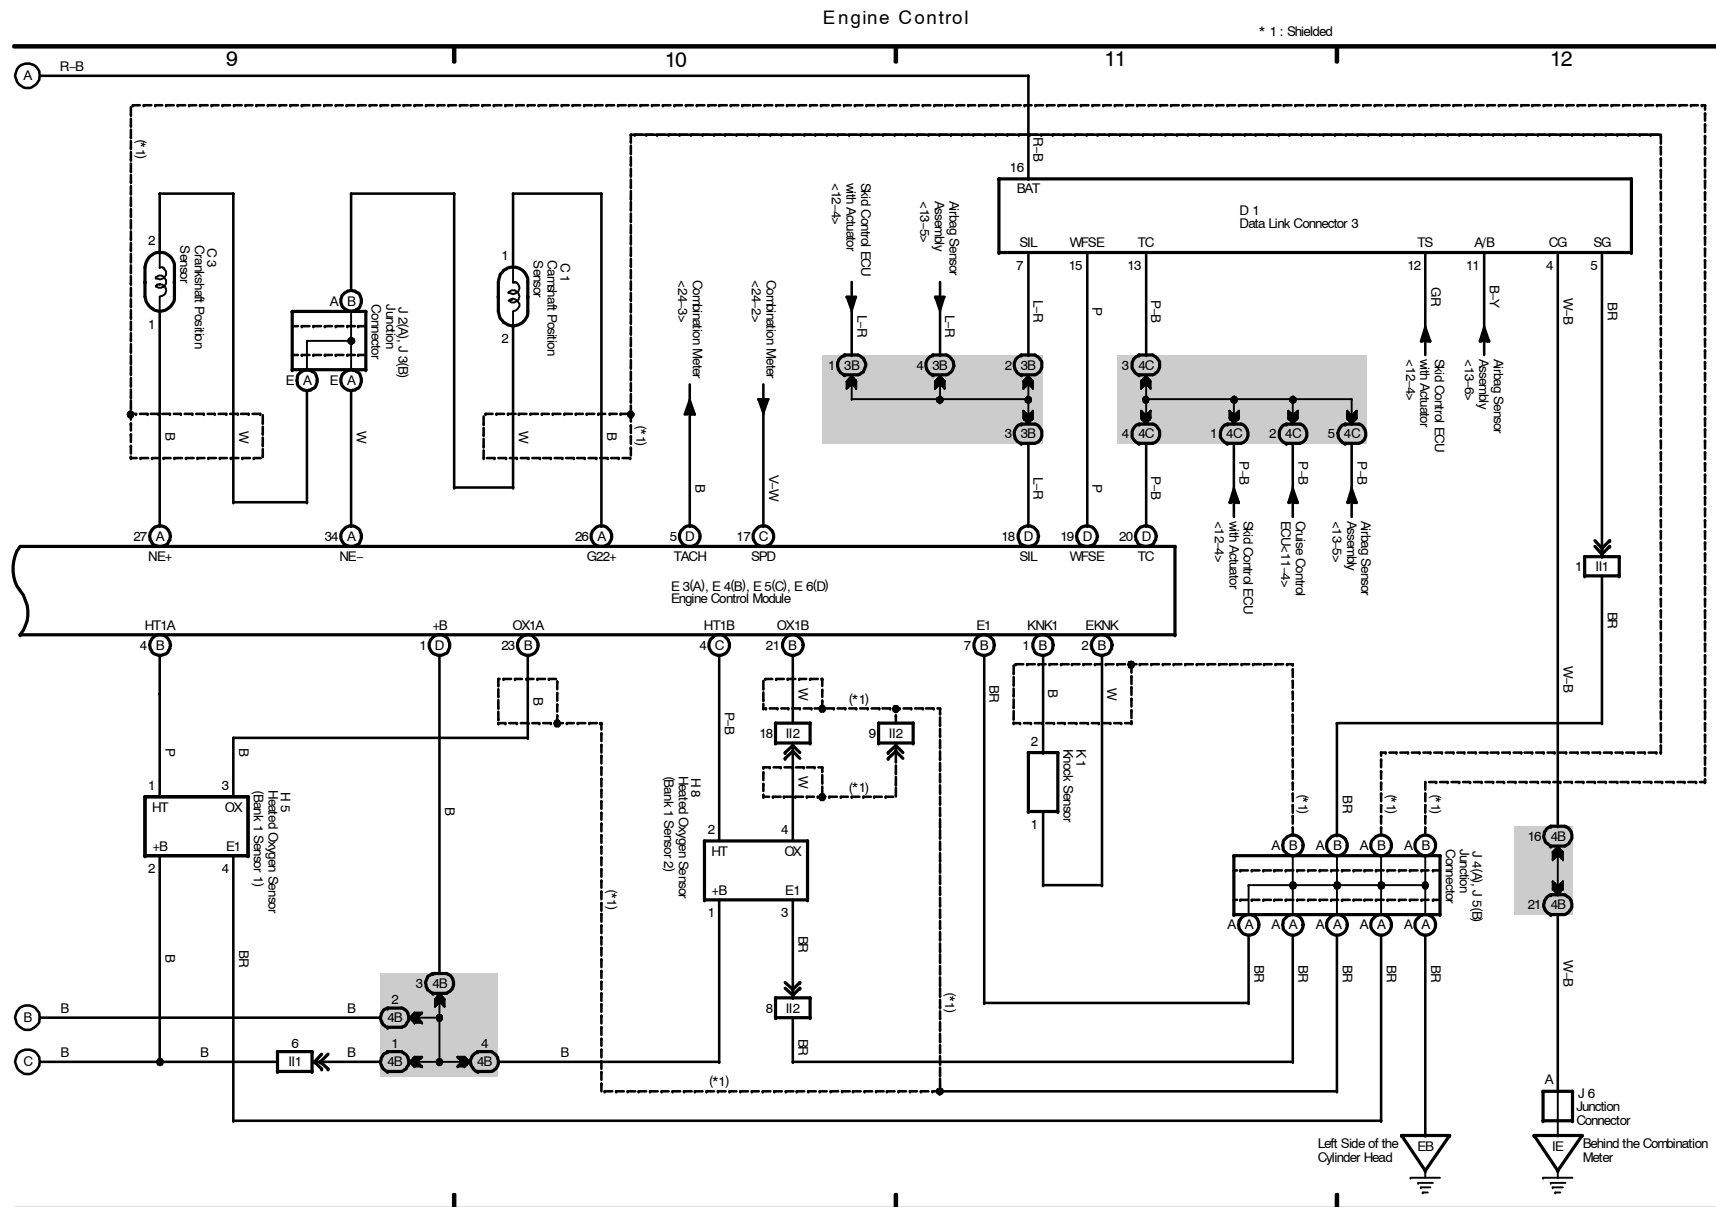 Engine Control
* 1 : Shielded
9
10
11
12
A
R–B
(*1)
R–B
16
BAT
D 1
Data Link Connector 3
SIL
WFSE
TC
TS
A/B
CG
SG
7
15
13
12
11
4
5
2
C 3
Crankshaft Position
Sensor
1
A
B
J 2(A), J 3(B)
Junction
Connector
E
A
E
A
1
C 1
Camshaft Position
Sensor
2
Combination Meter
<24–3>
Combination Meter
<24–2>
Skid Control ECU
with Actuator
<12–4>
Airbag Sensor
Assembly
<13–5>
L–R
L–R
L–R
P
P–B
GR
B–Y
W–B
BR
1
3B
4
3B
2
3B
3
3B
3
4C
4
4C
1
4C
2
4C
5
4C
Skid Control ECU
with Actuator
<12–4>
Airbag Sensor
Assembly
<13–6>
B
W
W
W
B
(*1)
B
V–W
L–R
P
P–B
P–B
P–B
P–B
Skid Control ECU
with Actuator
<12–4>
Cruise Control
ECU<11–4>
Airbag Sensor
Assembly
<13–5>
27
A
34
A
26
A
5
D
17
C
18
D
19
D
20
D
NE+
NE–
G22+
TACH
SPD
SIL
WFSE
TC
1
II1
BR
E 3(A), E 4(B), E 5(C), E 6(D)
Engine Control Module
HT1A
+B
OX1A
HT1B
OX1B
E1
KNK1
EKNK
4
B
1
D
23
B
4
C
21
B
7
B
1
B
2
B
B
W
(*1)
BR
B
W
W–B
P
B
P–B
18
II2
9
II2
W
(*1)
2
K 1
Knock Sensor
1
1
3
HT
OX
+B
E1
2
4
H 5
Heated Oxygen Sensor
(Bank 1 Sensor 1)
B
2
4
HT
OX
+B
E1
1
3
H 8
Heated Oxygen Sensor
(Bank 1 Sensor 2)
(*1)
(*1)
BR
(*1)
(*1)
A
B
A
B
A
B
A
B
J 4(A), J 5(B)
Junction
Connector
A
A
A
A
A
A
A
A
A
A
16
4B
21
4B
B
BR
BR
BR
BR
BR
BR
BR
W–B
3
4B
2
4B
1
4B
4
4B
8
II2
BR
(*1)
B
B
B
C
B
B
6
II1
B
B
(*1)
A
J 6
Junction
Connector
Left Side of the
Cylinder Head
EB
IE
Behind the Combination
Meter